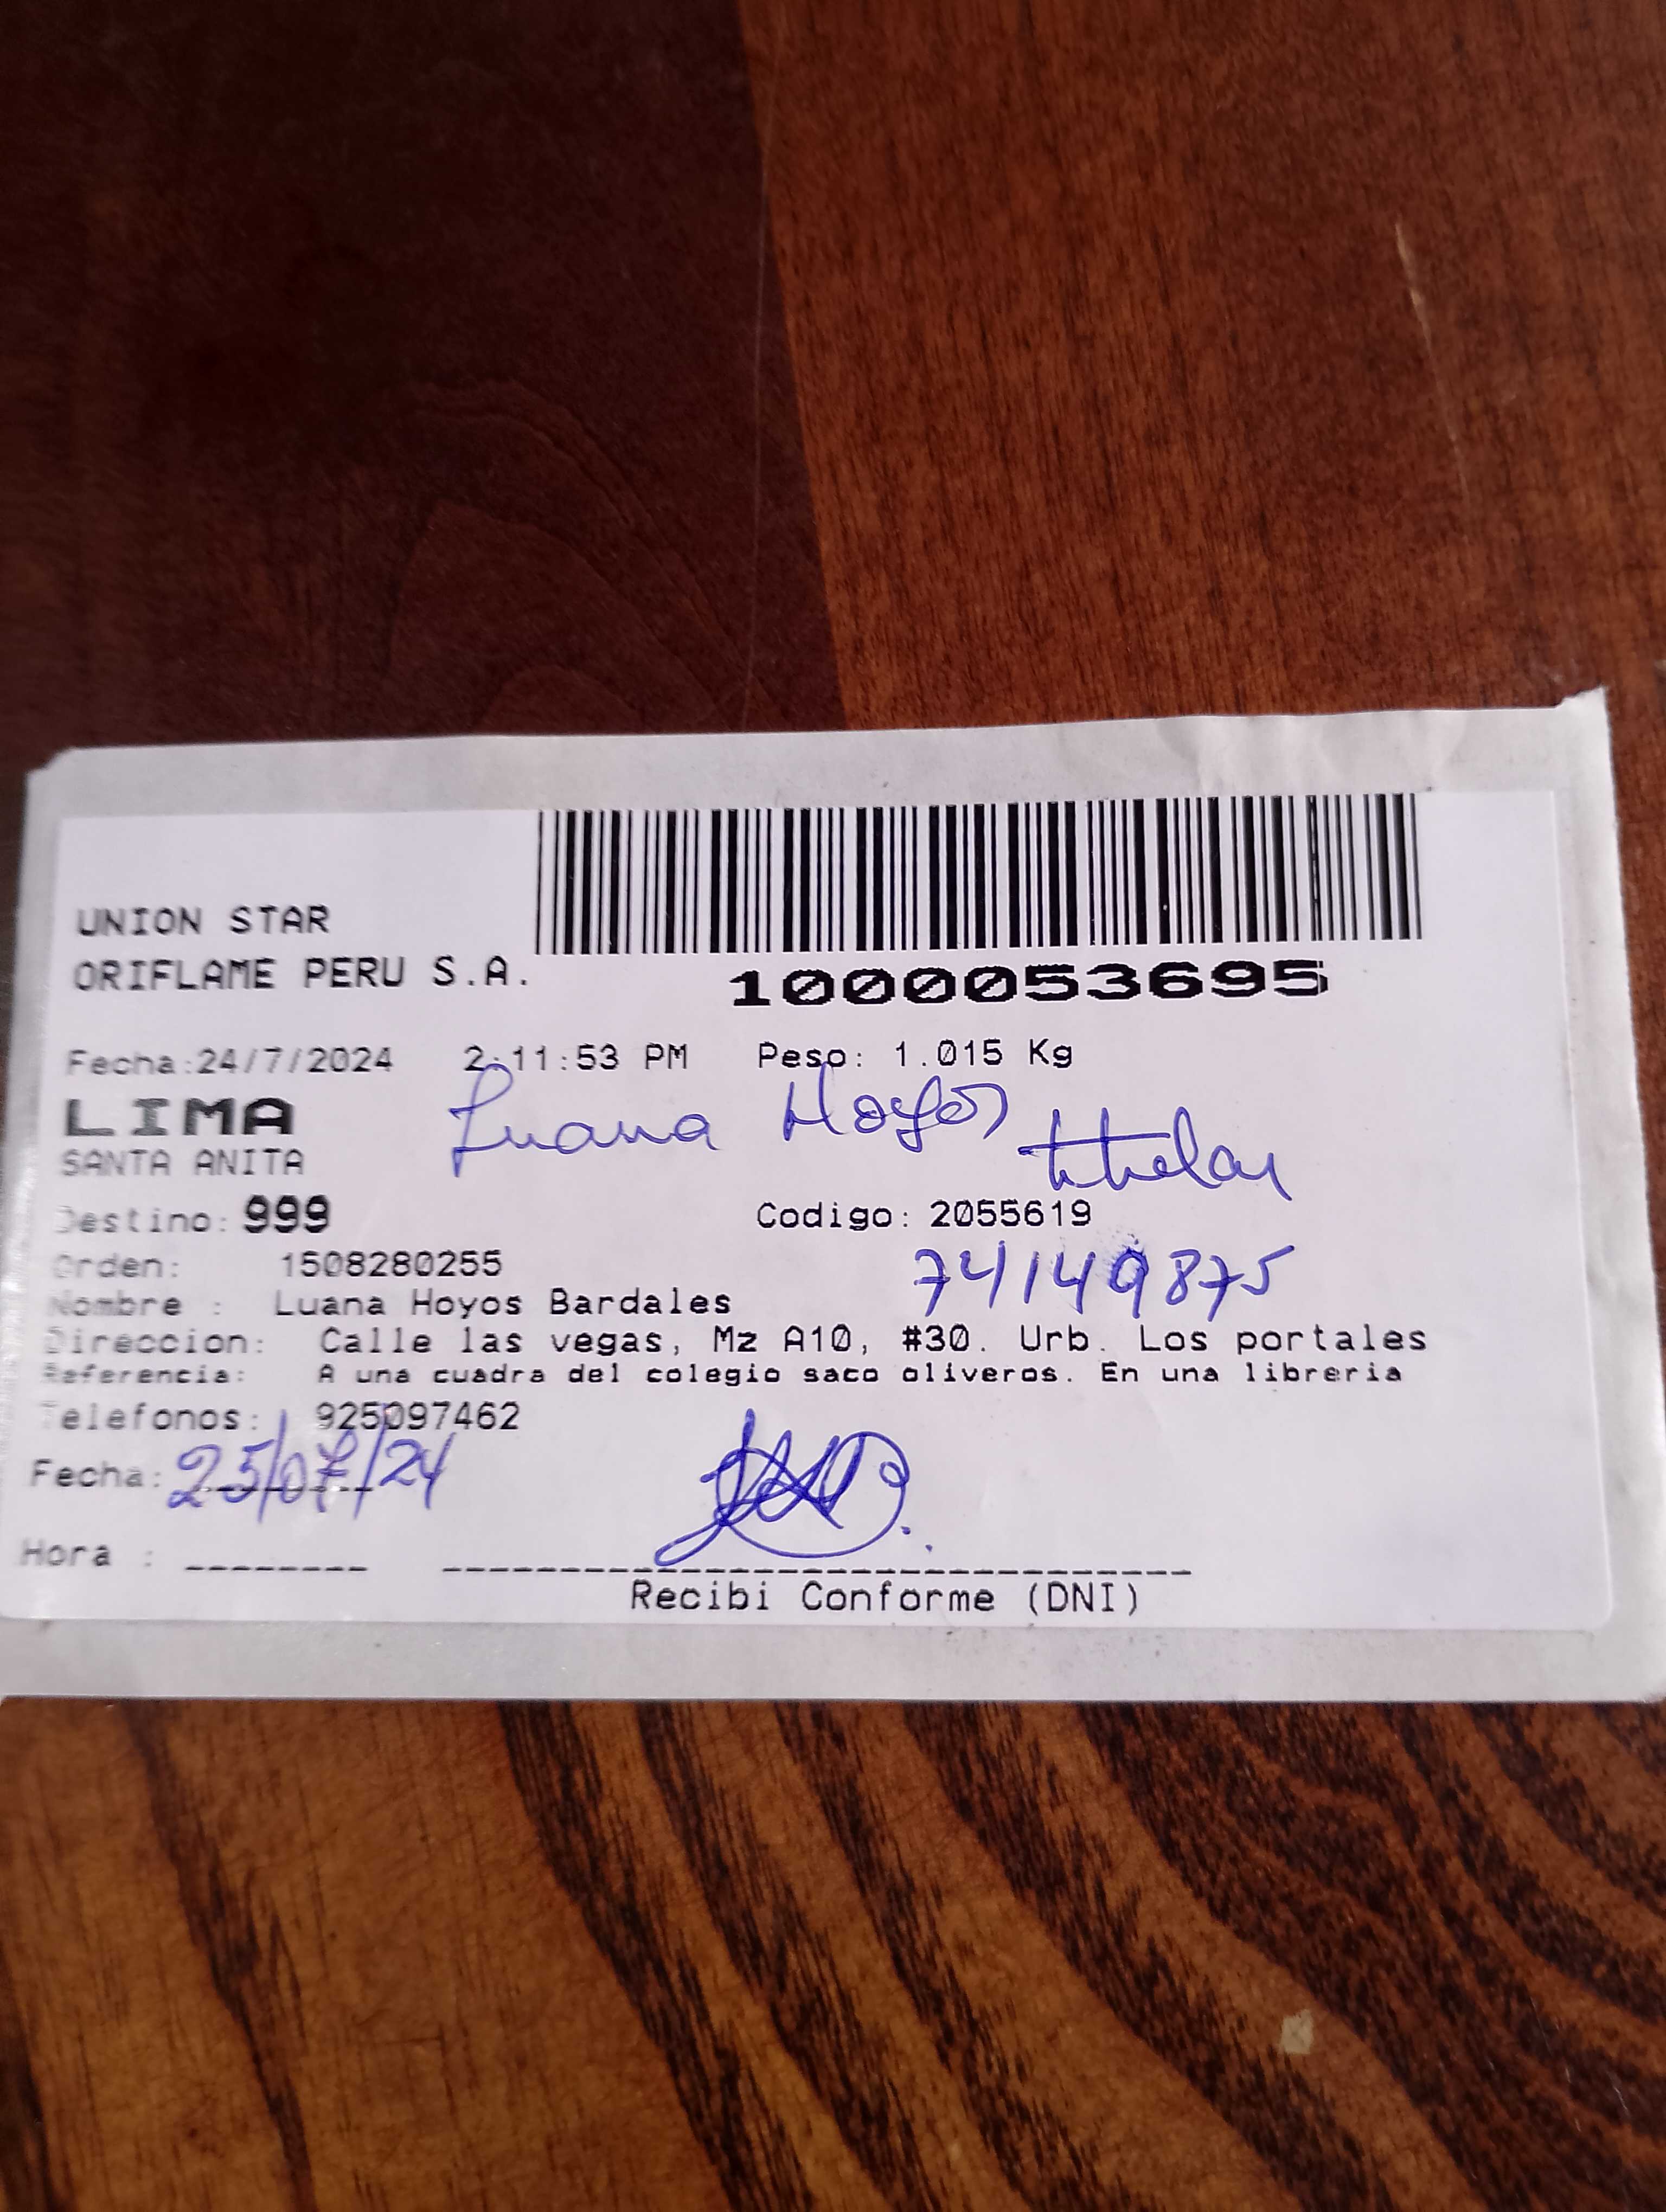 UNION STAR
ORIFLAME PERU S.A.
1000053695
Fecha:24/7/2024 2:11:53 PM Peso: 1.015 Kg
LIMA
Luana Hoyos titular
SANTA ANITA
Destino: 999 Codigo: 2055619
Orden: 1508280255
74149875
Nombre : Luana Hoyos Bardales
Direccion: Calle las vegas, Mz A10, #30. Urb. Los portales
Referencia: A una cuadra del colegio saco oliveros. En una libreria
Telefonos: 925097462
Fecha: 25/07/24
Hora :
Recibi Conforme (DNI)